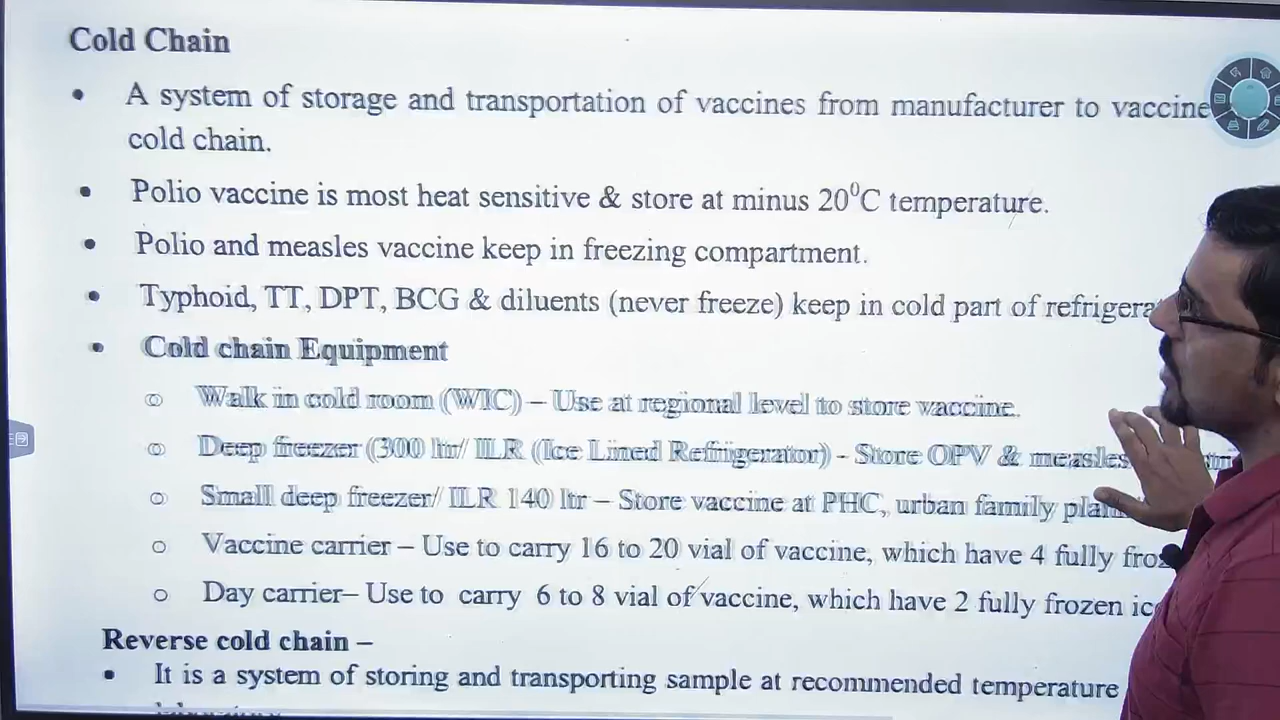 Cold Chain
• A system of storage and transportation of vaccines from manufacturer to vaccine
cold chain.
• Polio vaccine is most heat sensitive & store at minus 20⁰C temperature.
• Polio and measles vaccine keep in freezing compartment.
• Typhoid, TT, DPT, BCG & diluents (never freeze) keep in cold part of
• Cold chain Equipment
o Walk in cold room (WIC) – Use at regional level to store vaccine.
o Deep freezer (300 ltr/ ILR (Ice Lined Refrigerator) - Store OPV & measles
o Small deep freezer/ ILR 140 ltr – Store vaccine at PHC, urban family
o Vaccine carrier – Use to carry 16 to 20 vial of vaccine, which have 4 fully
o Day carrier– Use to carry 6 to 8 vial of vaccine, which have 2 fully frozen
Reverse cold chain –
• It is a system of storing and transporting sample at recommended temperature